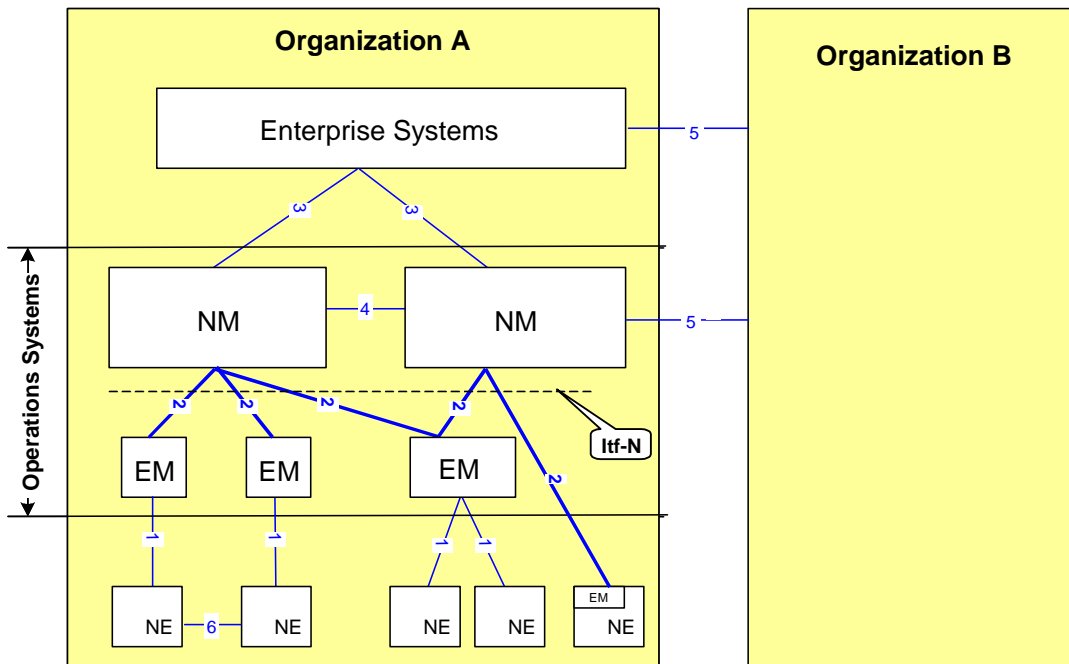 Organization A
Organization B
Enterprise Systems
5
3
3
Operations Systems
NM
4
NM
5
2
2
2
2
Itf-N
EM
EM
EM
2
1
1
1
1
EM
NE
6
NE
NE
NE
NE